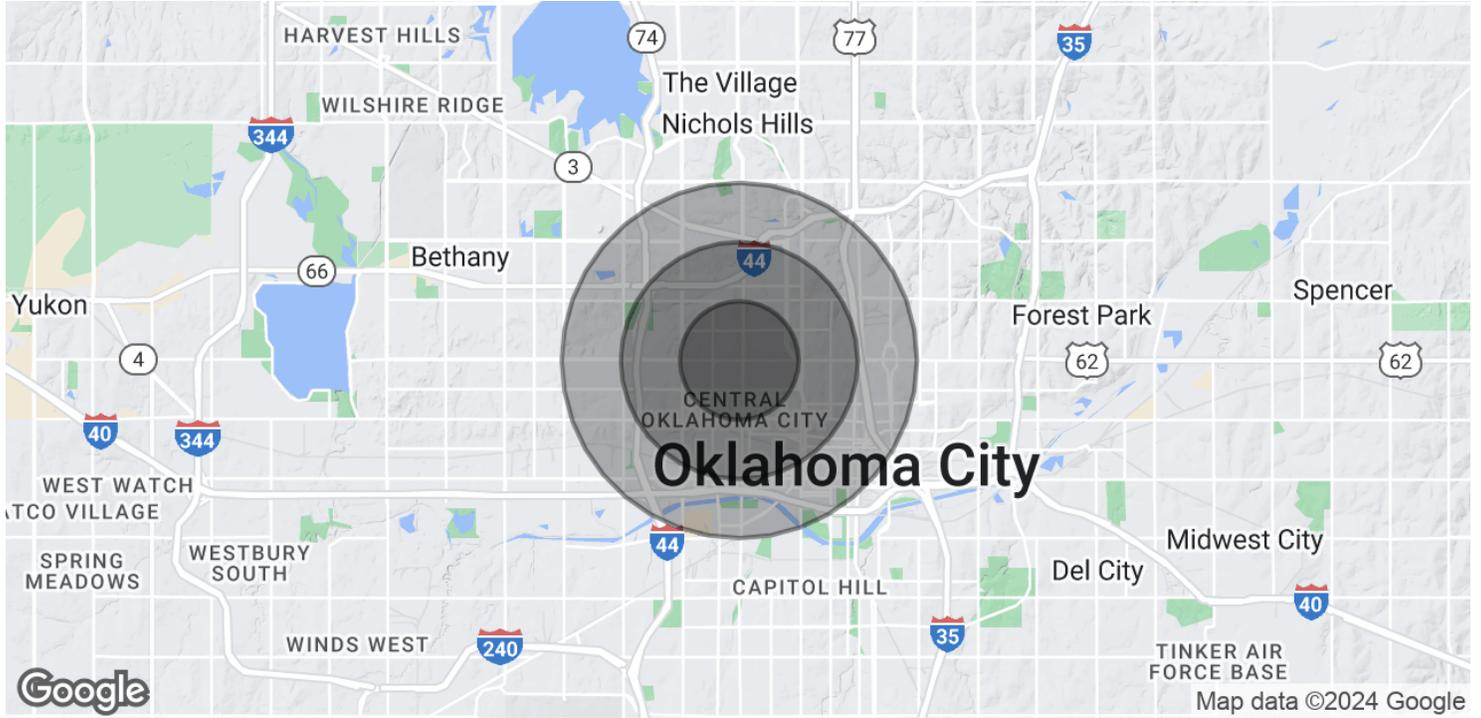 HARVEST HILLS
74
77
35
The Village
WILSHIRE RIDGE
Nichols Hills
344
3
Bethany
44
66
Yukon
Spencer
Forest Park
4
62
62
CENTRAL
OKLAHOMA CITY
40
344
Oklahoma City
WEST WATCH
ATCO VILLAGE
44
Midwest City
WESTBURY
SOUTH
SPRING
MEADOWS
Del City
CAPITOL HILL
40
35
WINDS WEST
240
TINKER AIR
FORCE BASE
Google
Map data ©2024 Google